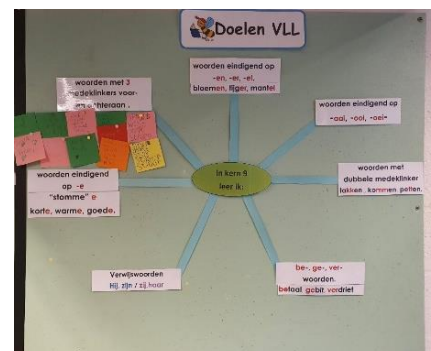 Doelen VLL
woorden eindigend op
-en, -er, -el,
bloemen, tijger, mantel
woorden met 3
medeklinkers voor-
en achteraan .
woorden eindigend op
-aai, -ooi, -oei-
woorden eindigend
op -e
"stomme" e
korte, warme, goede,
In kern 9
leer ik:
woorden met
dubbele medeklinker
takken, kammen potten.
Verwijswoorden
Hij, zijn / zij, haar
be-, ge-, ver-
woorden.
betaal gebit verdriet